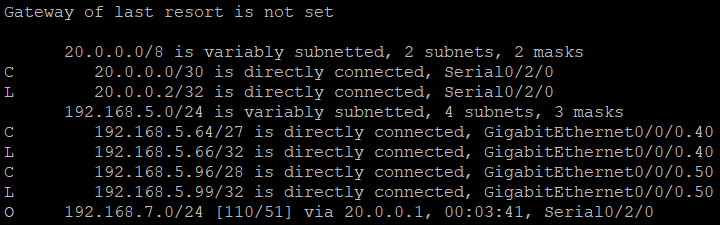 Gateway of last resort is not set
20.0.0.0/8 is variably subnetted, 2 subnets, 2 masks
C 20.0.0.0/30 is directly connected, Serial0/2/0
L 20.0.0.2/32 is directly connected, Serial0/2/0
192.168.5.0/24 is variably subnetted, 4 subnets, 3 masks
C 192.168.5.64/27 is directly connected, GigabitEthernet0/0/0.40
L 192.168.5.66/32 is directly connected, GigabitEthernet0/0/0.40
C 192.168.5.96/28 is directly connected, GigabitEthernet0/0/0.50
L 192.168.5.99/32 is directly connected, GigabitEthernet0/0/0.50
O 192.168.7.0/24 [110/51] via 20.0.0.1, 00:03:41, Serial0/2/0